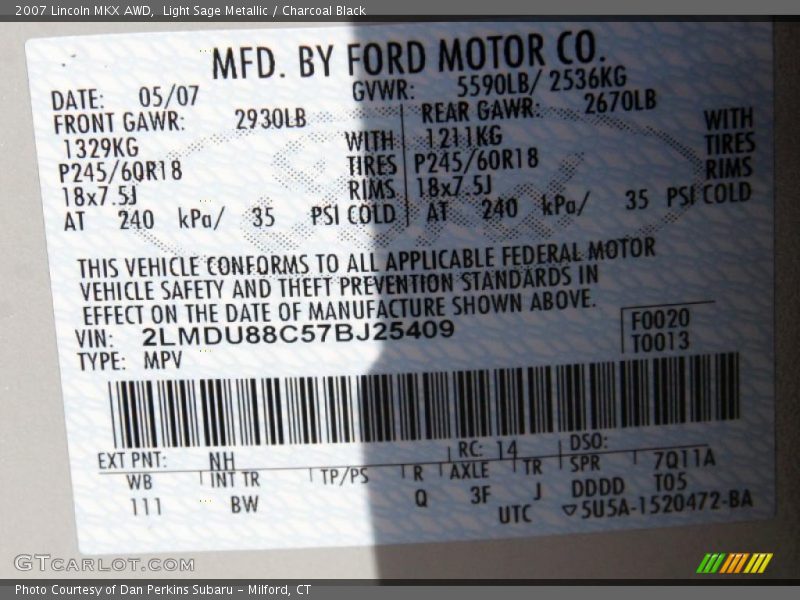 2007 Lincoln MKX AWD,  Light Sage Metallic / Charcoal Black
MFD. BY FORD MOTOR CO.
DATE: 05/07 GVWR: 5590LB/ 2536KG
FRONT GAWR: 2930LB REAR GAWR: 2670LB
1329KG WITH 1211KG WITH
P245/60R18 TIRES P245/60R18 TIRES
18x7.5J RIMS 18x7.5J RIMS
AT 240 kPa/ 35 PSI COLD AT 240 kPa/ 35 PSI COLD
THIS VEHICLE CONFORMS TO ALL APPLICABLE FEDERAL MOTOR
VEHICLE SAFETY AND THEFT PREVENTION STANDARDS IN
EFFECT ON THE DATE OF MANUFACTURE SHOWN ABOVE.
VIN: 2LMDU88C57BJ25409 F0020
TYPE: MPV T0013
EXT PNT: NH RC: 14 DSO:
WB INT TR TP/PS R AXLE TR SPR 7Q11A
111 BW Q 3F J DDDD T05
UTC ▽5U5A-1520472-BA
GTCARLOT.COM
Photo Courtesy of Dan Perkins Subaru - Milford, CT